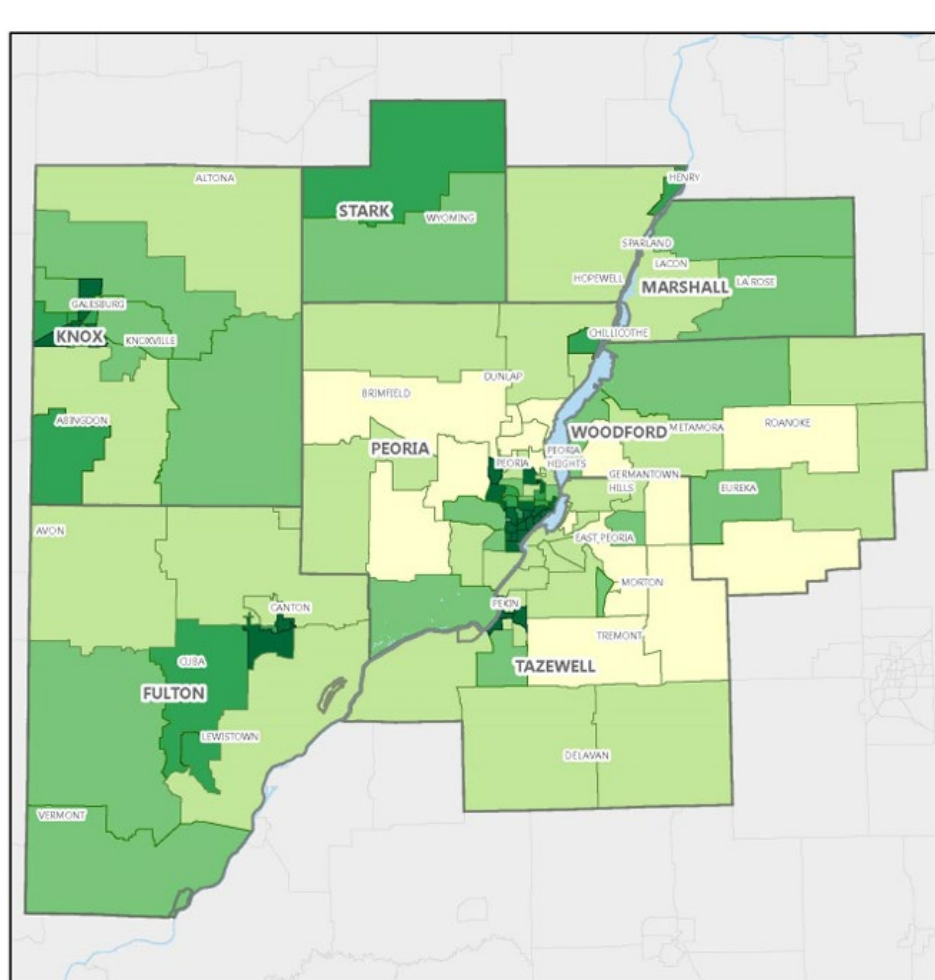 ALTONA
HENRY
STARK
WYOMING
SPARLAND
LACON
HOPEWELL
MARSHALL
LA ROSE
GALESBURG
KNOX
KNOXVILLE
CHILLICOTHE
DUNLAP
BRIMFIELD
ABINGDON
ROANOKE
METAMORA
WOODFORD
PEORIA
PEORIA
HEIGHTS
PEORIA
GERMANTOWN
HILLS
EUREKA
AVON
EAST PEORIA
MORTON
CANTON
PEKIN
TREMONT
CUBA
TAZEWELL
FULTON
LEWISTOWN
DELAVAN
VERMONT